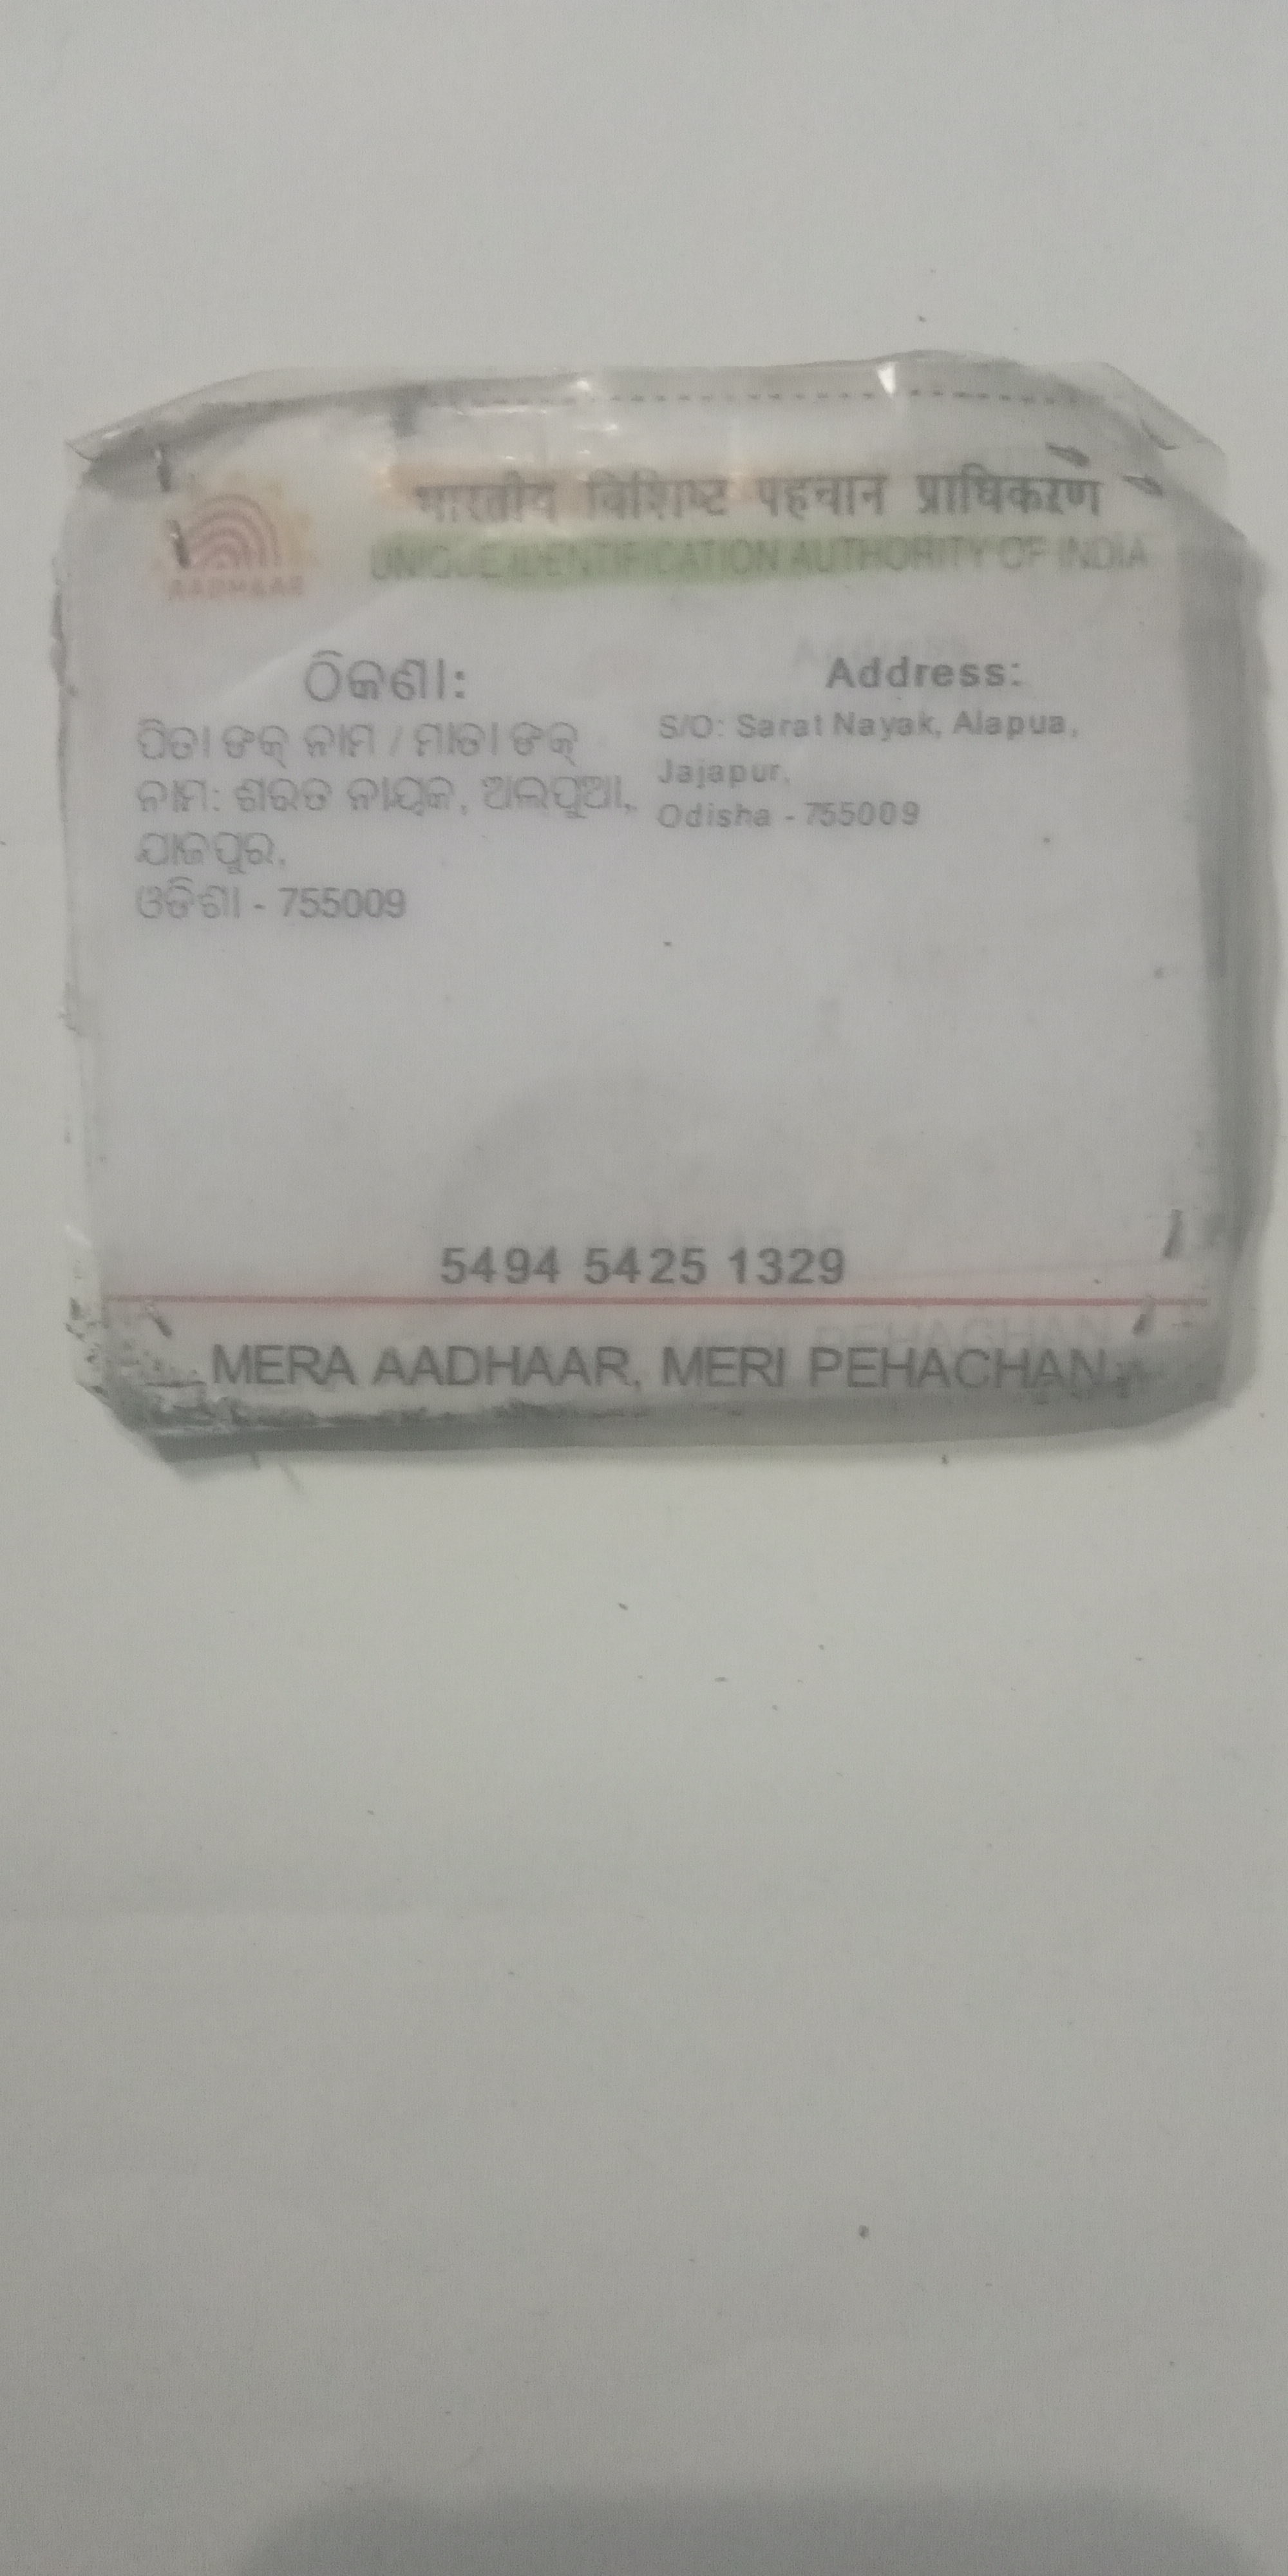 भारतीय विशिष्ट पहचान प्राधिकरण
UNIQUE IDENTIFICATION AUTHORITY OF INDIA
AADHAAR
ଠିକଣା:
ପିତାଙ୍କ ନାମ / ମାତାଙ୍କ
ନାମ: ଶରତ ନାୟକ, ଅଲପୁଆ,
ଯାଜପୁର,
ଓଡିଶା - 755009
Address:
S/O: Sarat Nayak, Alapua,
Jajapur,
Odisha - 755009
5494 5425 1329
MERA AADHAAR, MERI PEHACHAN